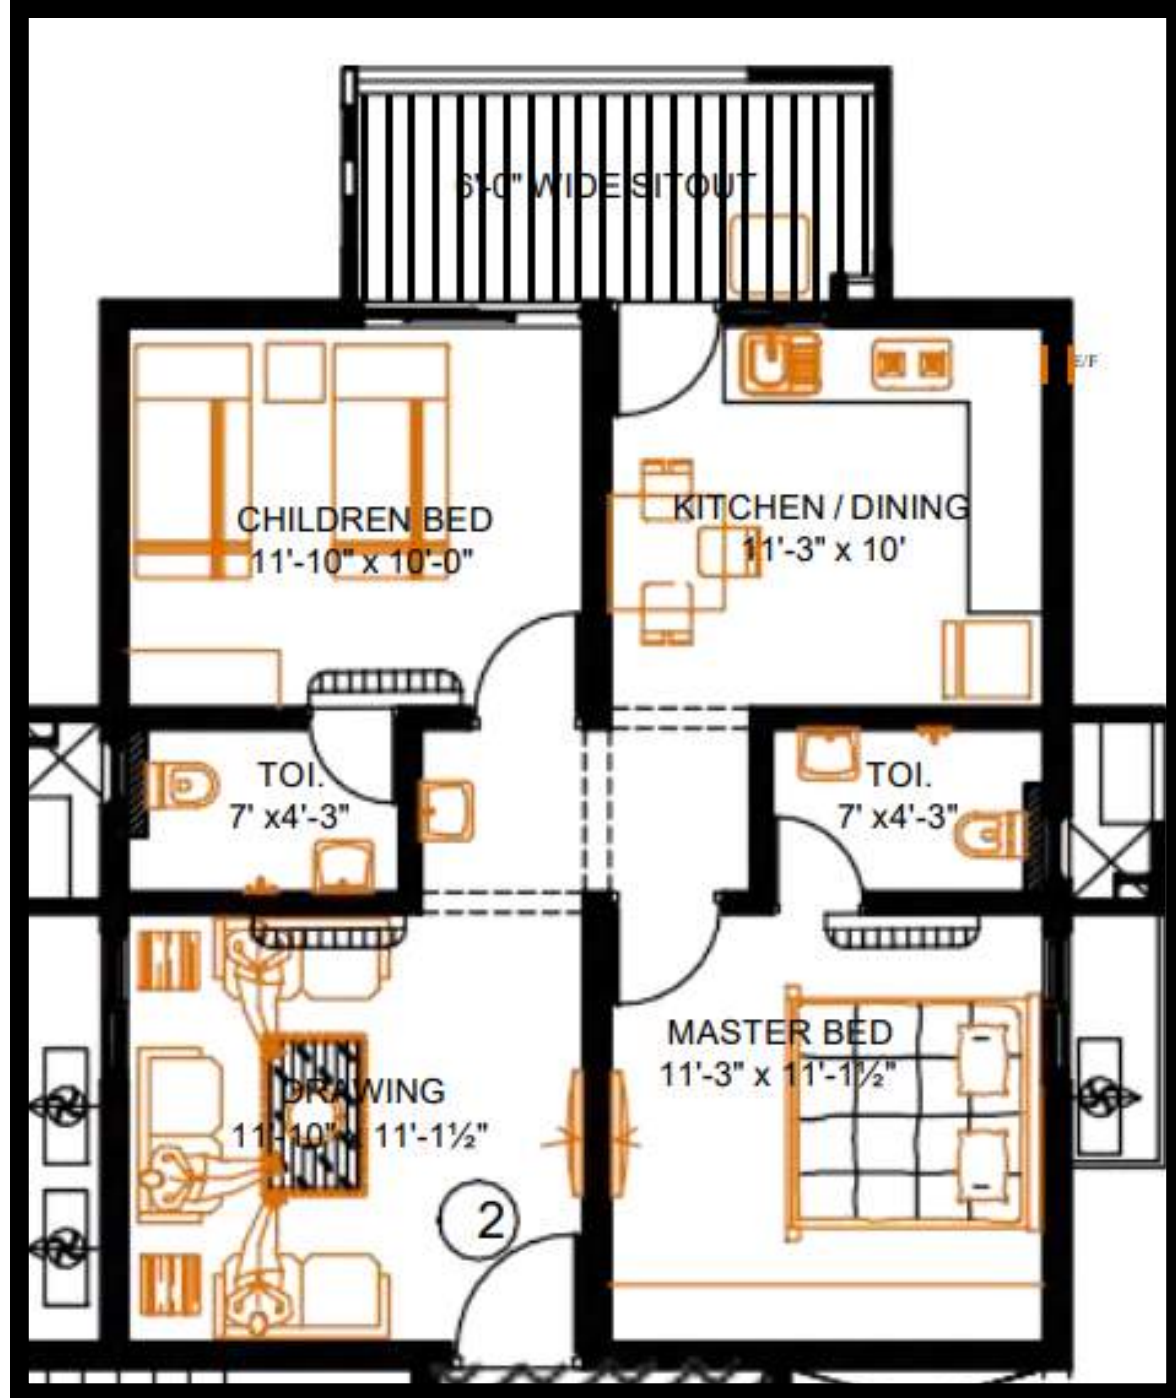 6'-0" WIDE SITOUT
E/F
CHILDREN BED
11'-10" x 10'-0"
KITCHEN / DINING
11'-3" x 10'
TOI.
7' x4'-3"
TOI.
7' x4'-3"
MASTER BED
11'-3" x 11'-1½"
DRAWING
11'-10" x 11'-1½"
2